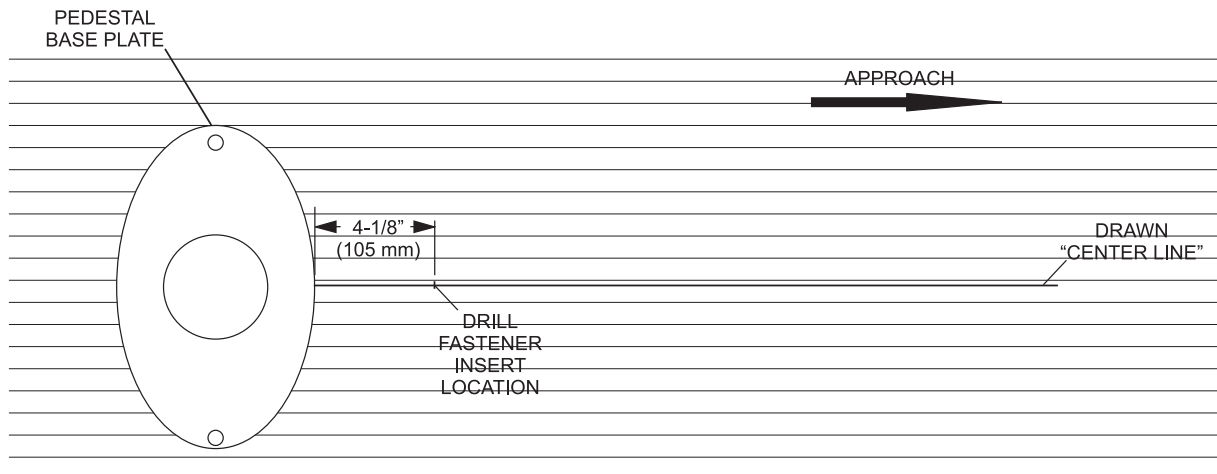 PEDESTAL
BASE PLATE
APPROACH
4-1/8”
(105 mm)
DRAWN
“CENTER LINE”
DRILL
FASTENER
INSERT
LOCATION